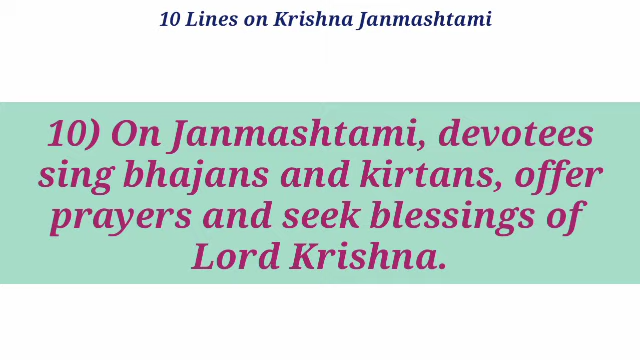 10 Lines on Krishna Janmashtami
10) On Janmashtami, devotees
sing bhajans and kirtans, offer
prayers and seek blessings of
Lord Krishna.